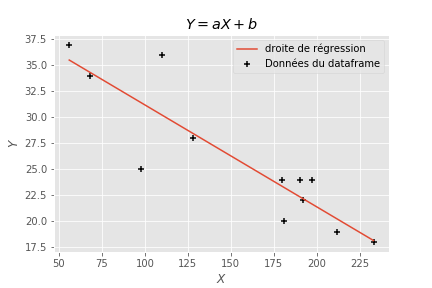 Y = aX + b
droite de régression
Données du dataframe
37.5
35.0
32.5
30.0
27.5
25.0
22.5
20.0
17.5
Y
50 75 100 125 150 175 200 225
X